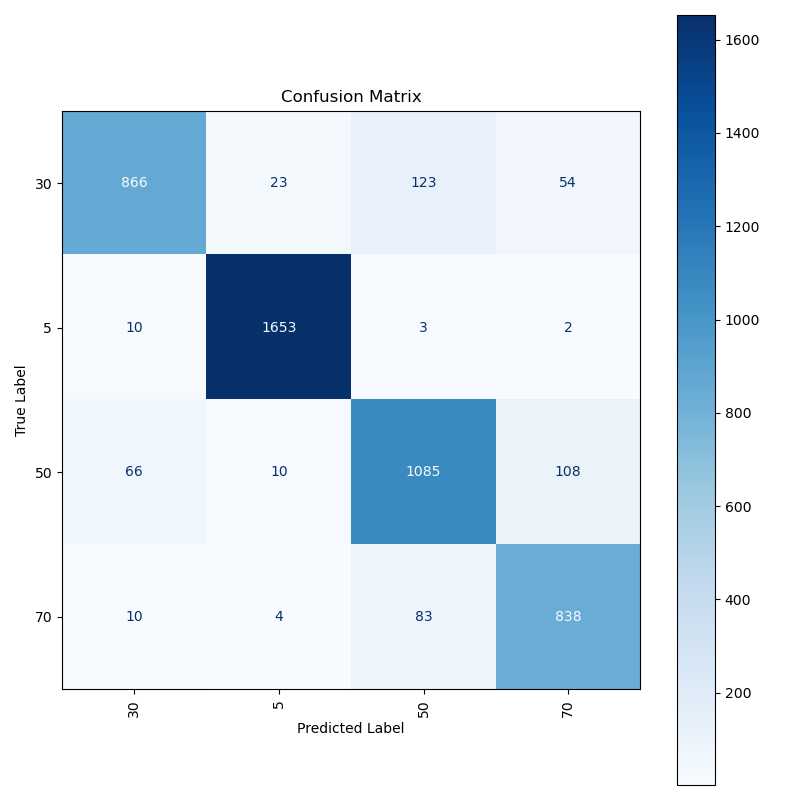 Confusion Matrix
True Label
30 866 23 123 54
5 10 1653 3 2
50 66 10 1085 108
70 10 4 83 838
30 5 50 70
Predicted Label
1600
1400
1200
1000
800
600
400
200